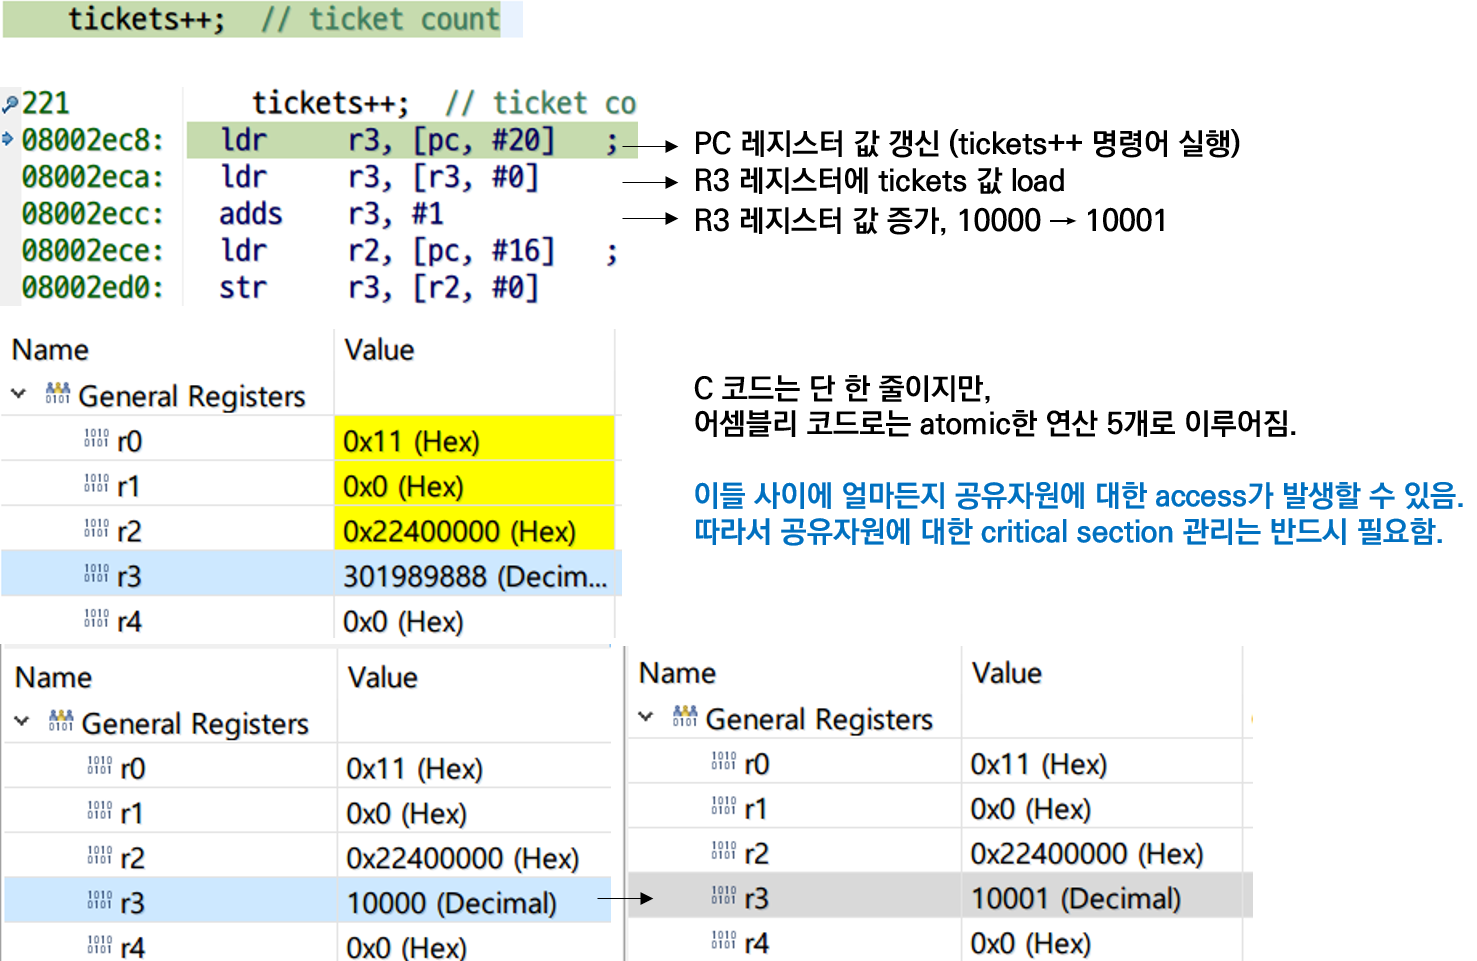 tickets++;  // ticket count
221 tickets++;  // ticket co
08002ec8: ldr r3, [pc, #20] ;
PC 레지스터 값 갱신 (tickets++ 명령어 실행)
08002eca: ldr r3, [r3, #0]
R3 레지스터에 tickets 값 load
08002ecc: adds r3, #1
R3 레지스터 값 증가, 10000 → 10001
08002ece: ldr r2, [pc, #16] ;
08002ed0: str r3, [r2, #0]
Name Value
General Registers
r0 0x11 (Hex)
r1 0x0 (Hex)
r2 0x22400000 (Hex)
r3 301989888 (Decim...
r4 0x0 (Hex)
C 코드는 단 한 줄이지만,
어셈블리 코드로는 atomic한 연산 5개로 이루어짐.
이들 사이에 얼마든지 공유자원에 대한 access가 발생할 수 있음.
따라서 공유자원에 대한 critical section 관리는 반드시 필요함.
Name Value
General Registers
r0 0x11 (Hex)
r1 0x0 (Hex)
r2 0x22400000 (Hex)
r3 10000 (Decimal)
r4 0x0 (Hex)
Name Value
General Registers
r0 0x11 (Hex)
r1 0x0 (Hex)
r2 0x22400000 (Hex)
r3 10001 (Decimal)
r4 0x0 (Hex)